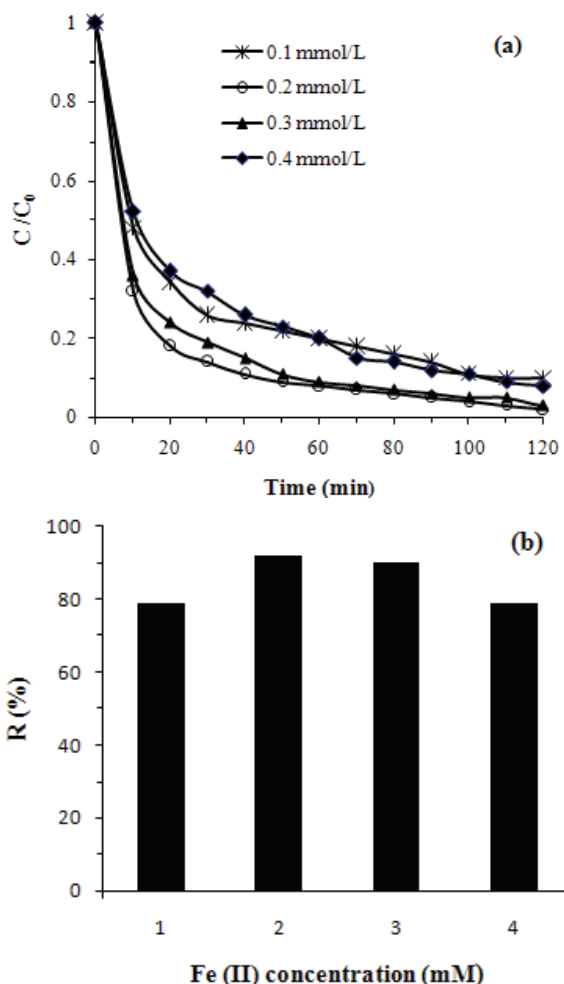 (a)
0.1 mmol/L
0.2 mmol/L
0.3 mmol/L
0.4 mmol/L
C/C0
1
0.8
0.6
0.4
0.2
0
0 20 40 60 80 100 120
Time (min)
(b)
R (%)
100
80
60
40
20
0
1 2 3 4
Fe (II) concentration (mM)